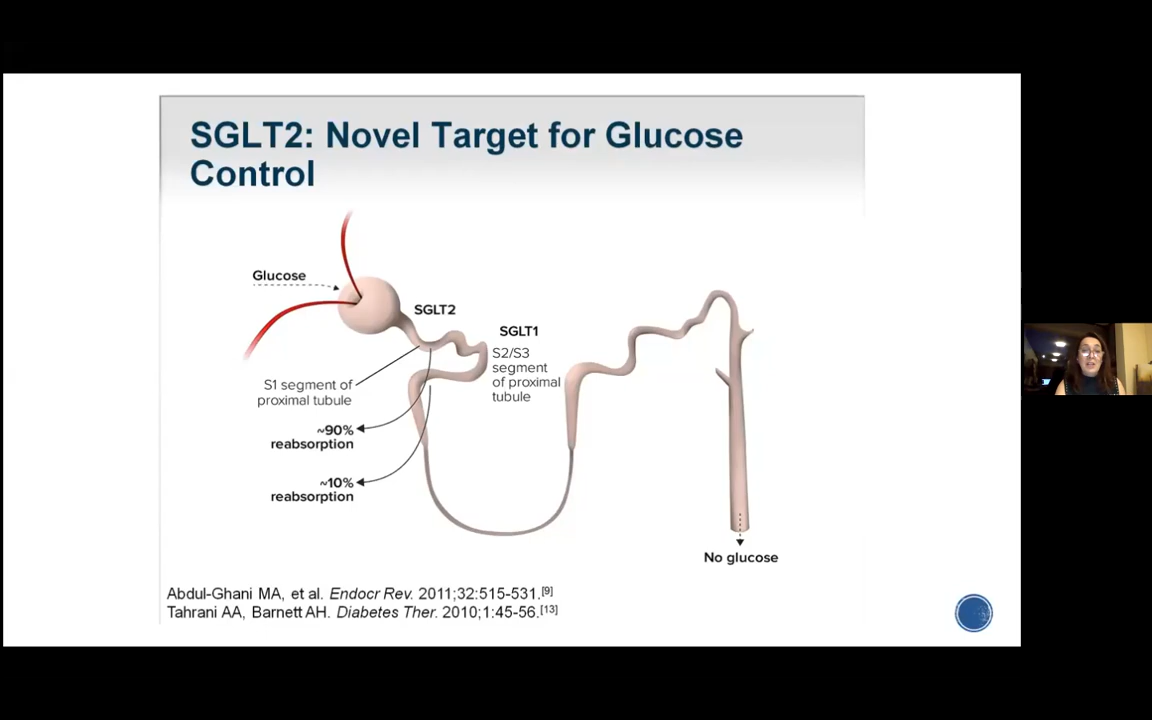 SGLT2: Novel Target for Glucose
Control
Glucose
SGLT2
SGLT1
S2/S3
segment
of proximal
tubule
S1 segment of
proximal tubule
~90%
reabsorption
~10%
reabsorption
No glucose
Abdul-Ghani MA, et al. Endocr Rev. 2011;32:515-531.[9]
Tahrani AA, Barnett AH. Diabetes Ther. 2010;1:45-56.[13]